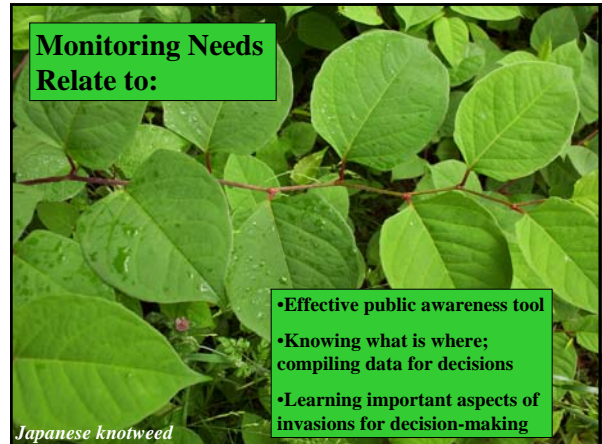 Monitoring Needs
Relate to:
•Effective public awareness tool
•Knowing what is where;
compiling data for decisions
•Learning important aspects of
invasions for decision-making
Japanese knotweed